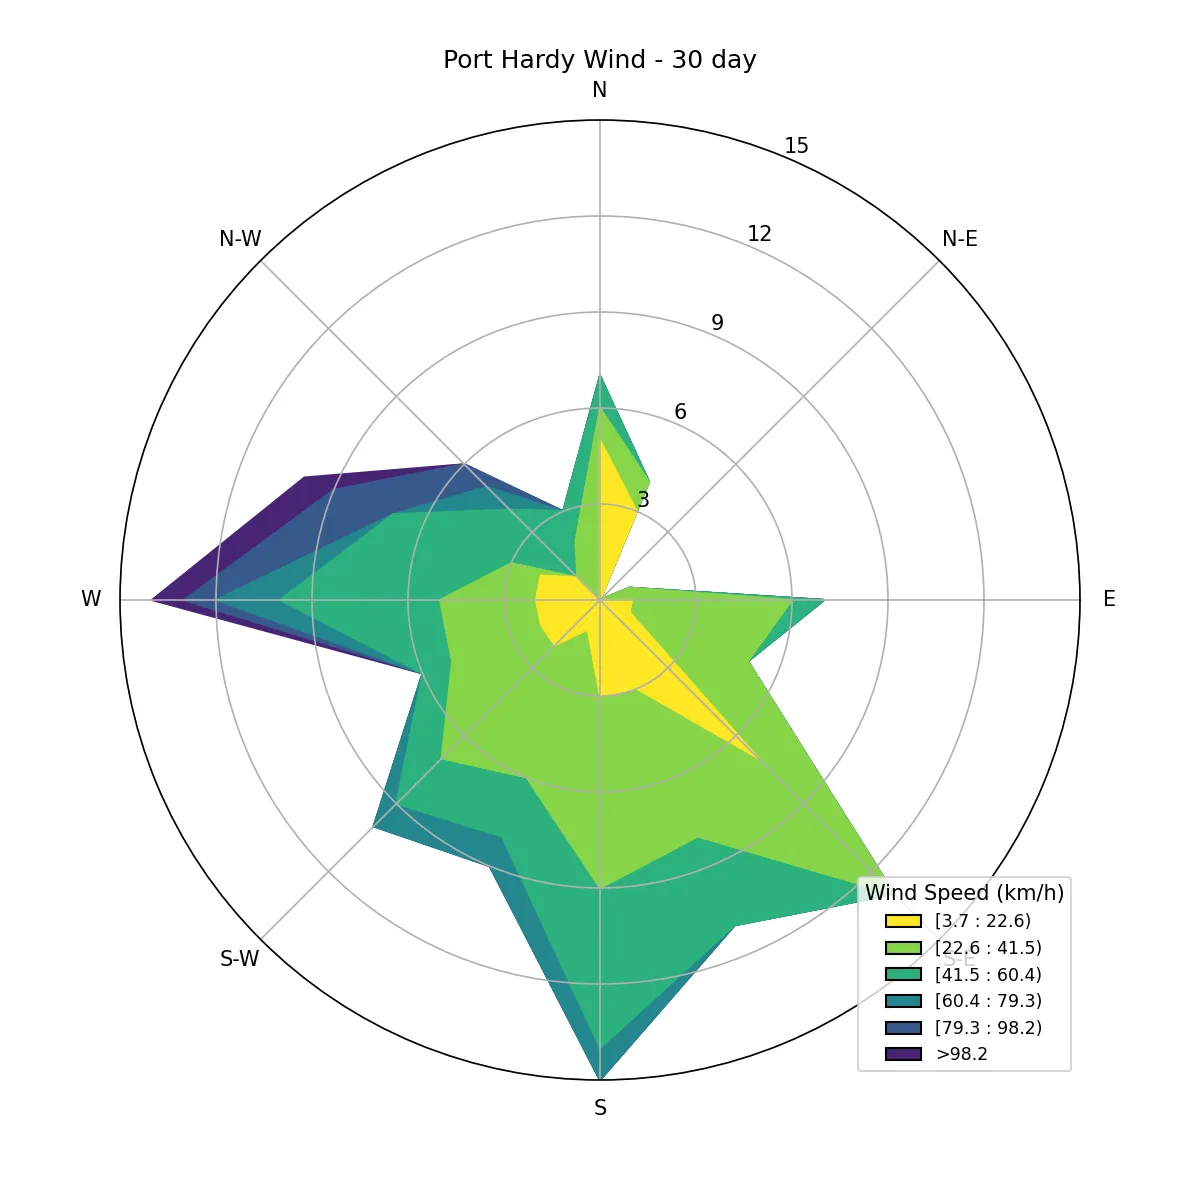 Port Hardy Wind - 30 day
N
15
N-W
12
N-E
9
6
3
W
E
Wind Speed (km/h)
[3.7 : 22.6)
[22.6 : 41.5)
S-W
S-E
[41.5 : 60.4)
[60.4 : 79.3)
[79.3 : 98.2)
>98.2
S